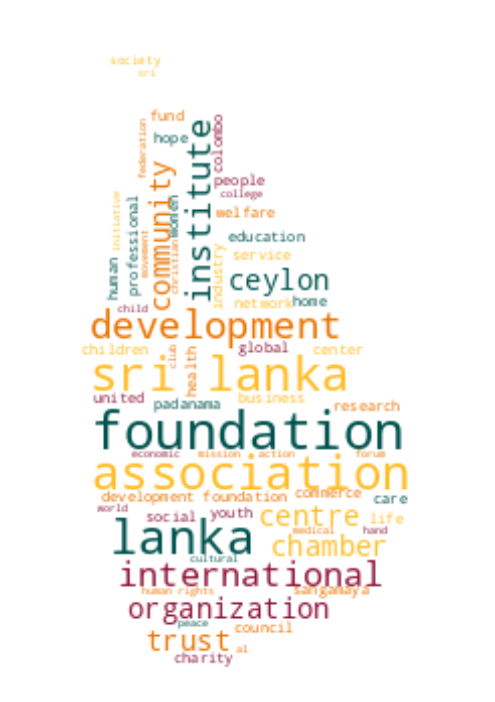 society
sri
fund
hope
federation
institute
colombo
community
people
college
initiative
professional
women
welfare
human
movement
christian
education
industry
service
ceylon
network
home
child
development
children
club
health
global
center
sri lanka
united
padanama
business
research
foundation
economic
mission
action
forum
association
development foundation
commerce
care
world
social
youth
centre
life
lanka
medical
hand
chamber
cultural
international
human rights
sangamaya
organization
peace
council
trust
al
charity